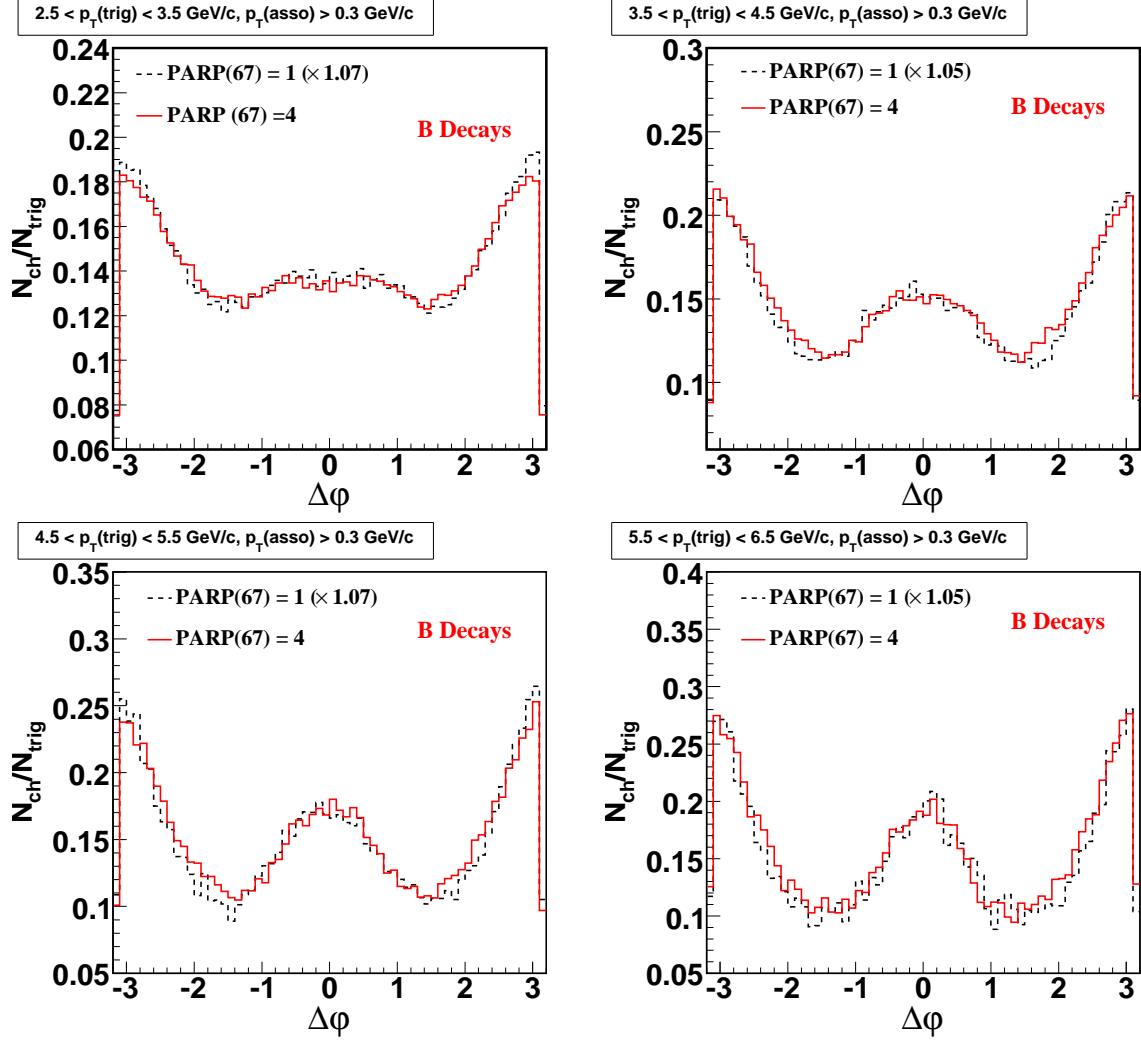 2.5 < p_T(trig) < 3.5 GeV/c, p_T(asso) > 0.3 GeV/c
N_ch/N_trig
0.24
0.22
0.2
0.18
0.16
0.14
0.12
0.1
0.08
0.06
PARP(67) = 1 (×1.07)
PARP (67) =4
B Decays
-3 -2 -1 0 1 2 3
Δφ
3.5 < p_T(trig) < 4.5 GeV/c, p_T(asso) > 0.3 GeV/c
N_ch/N_trig
0.3
0.25
0.2
0.15
0.1
PARP(67) = 1 (×1.05)
PARP(67) = 4
B Decays
-3 -2 -1 0 1 2 3
Δφ
4.5 < p_T(trig) < 5.5 GeV/c, p_T(asso) > 0.3 GeV/c
N_ch/N_trig
0.35
0.3
0.25
0.2
0.15
0.1
0.05
PARP(67) = 1 (×1.07)
PARP(67) = 4
B Decays
-3 -2 -1 0 1 2 3
Δφ
5.5 < p_T(trig) < 6.5 GeV/c, p_T(asso) > 0.3 GeV/c
N_ch/N_trig
0.4
0.35
0.3
0.25
0.2
0.15
0.1
0.05
PARP(67) = 1 (×1.05)
PARP(67) = 4
B Decays
-3 -2 -1 0 1 2 3
Δφ